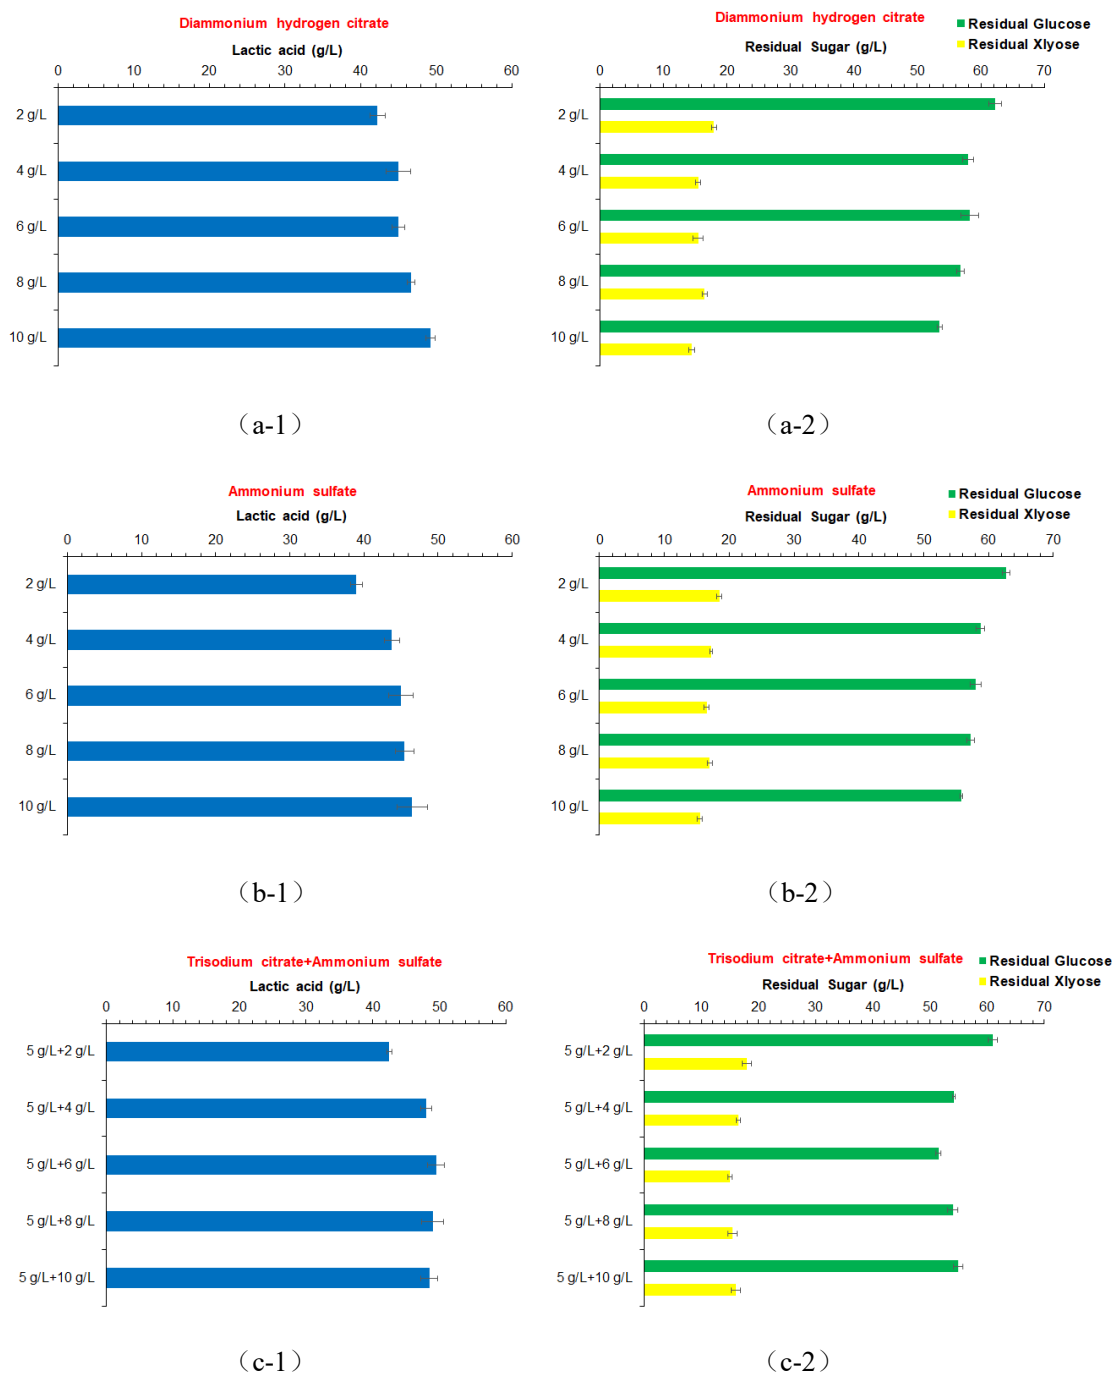 Diammonium hydrogen citrate
Lactic acid (g/L)
0 10 20 30 40 50 60
2 g/L
4 g/L
6 g/L
8 g/L
10 g/L
（a-1）
Diammonium hydrogen citrate
Residual Glucose
Residual Xlyose
Residual Sugar (g/L)
0 10 20 30 40 50 60 70
2 g/L
4 g/L
6 g/L
8 g/L
10 g/L
（a-2）
Ammonium sulfate
Lactic acid (g/L)
0 10 20 30 40 50 60
2 g/L
4 g/L
6 g/L
8 g/L
10 g/L
（b-1）
Ammonium sulfate
Residual Glucose
Residual Xlyose
Residual Sugar (g/L)
0 10 20 30 40 50 60 70
2 g/L
4 g/L
6 g/L
8 g/L
10 g/L
（b-2）
Trisodium citrate+Ammonium sulfate
Lactic acid (g/L)
0 10 20 30 40 50 60
5 g/L+2 g/L
5 g/L+4 g/L
5 g/L+6 g/L
5 g/L+8 g/L
5 g/L+10 g/L
（c-1）
Trisodium citrate+Ammonium sulfate
Residual Glucose
Residual Xlyose
Residual Sugar (g/L)
0 10 20 30 40 50 60 70
5 g/L+2 g/L
5 g/L+4 g/L
5 g/L+6 g/L
5 g/L+8 g/L
5 g/L+10 g/L
（c-2）